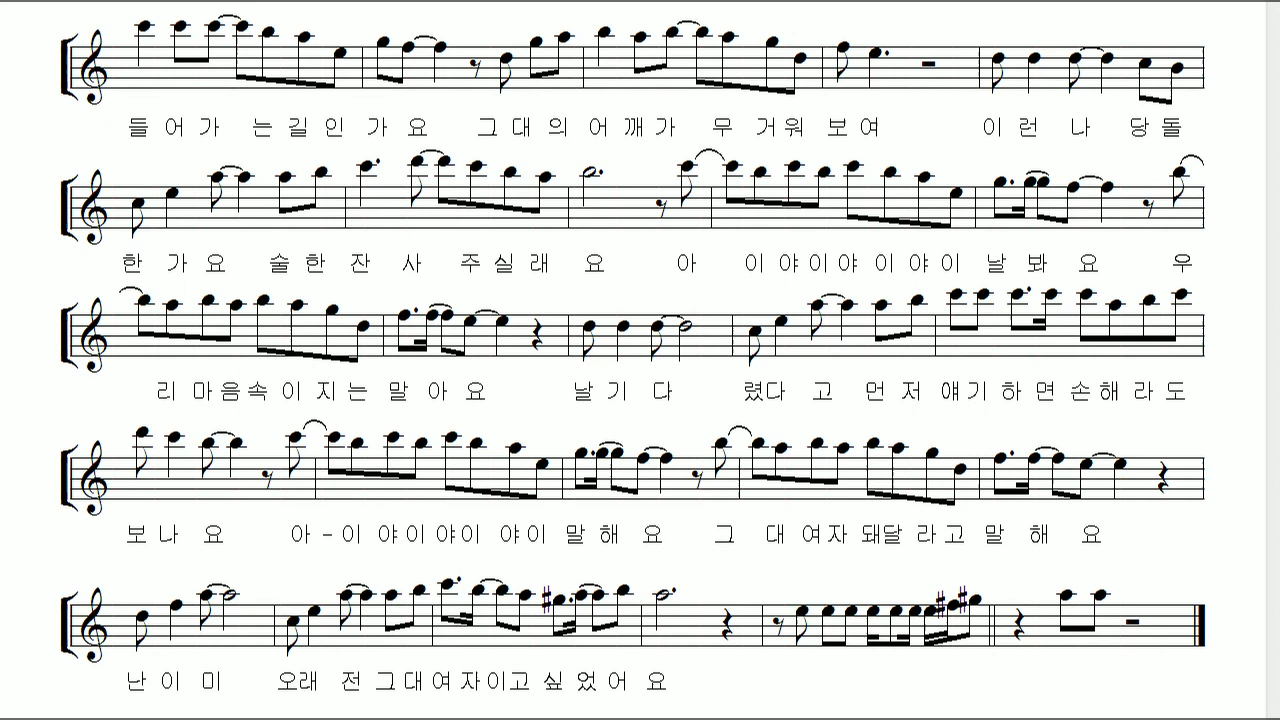 들 어 가 는 길 인 가 요 그 대 의 어 깨 가 무 거 워 보 여 이 런 나 당 돌
한 가 요 술 한 잔 사 주 실 래 요 아 이 야 이 야 이 야 이 날 봐 요 우
리 마 음 속 이 지 는 말 아 요 날 기 다 렸 다 고 먼 저 얘 기 하 면 손 해 라 도
보 나 요 아 - 이 야 이 야 이 야 이 말 해 요 그 대 여 자 돼 달 라 고 말 해 요
난 이 미 오 래 전 그 대 여 자 이 고 싶 었 어 요